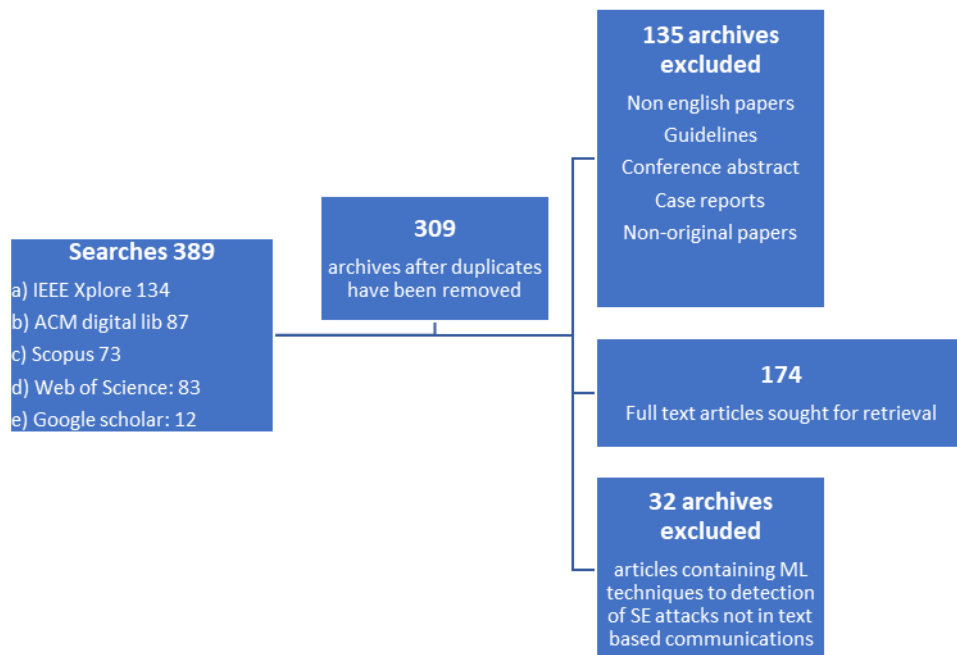 Searches 389
a) IEEE Xplore 134
b) ACM digital lib 87
c) Scopus 73
d) Web of Science: 83
e) Google scholar: 12
309
archives after duplicates
have been removed
135 archives
excluded
Non english papers
Guidelines
Conference abstract
Case reports
Non-original papers
174
Full text articles sought for retrieval
32 archives
excluded
articles containing ML
techniques to detection
of SE attacks not in text
based communications